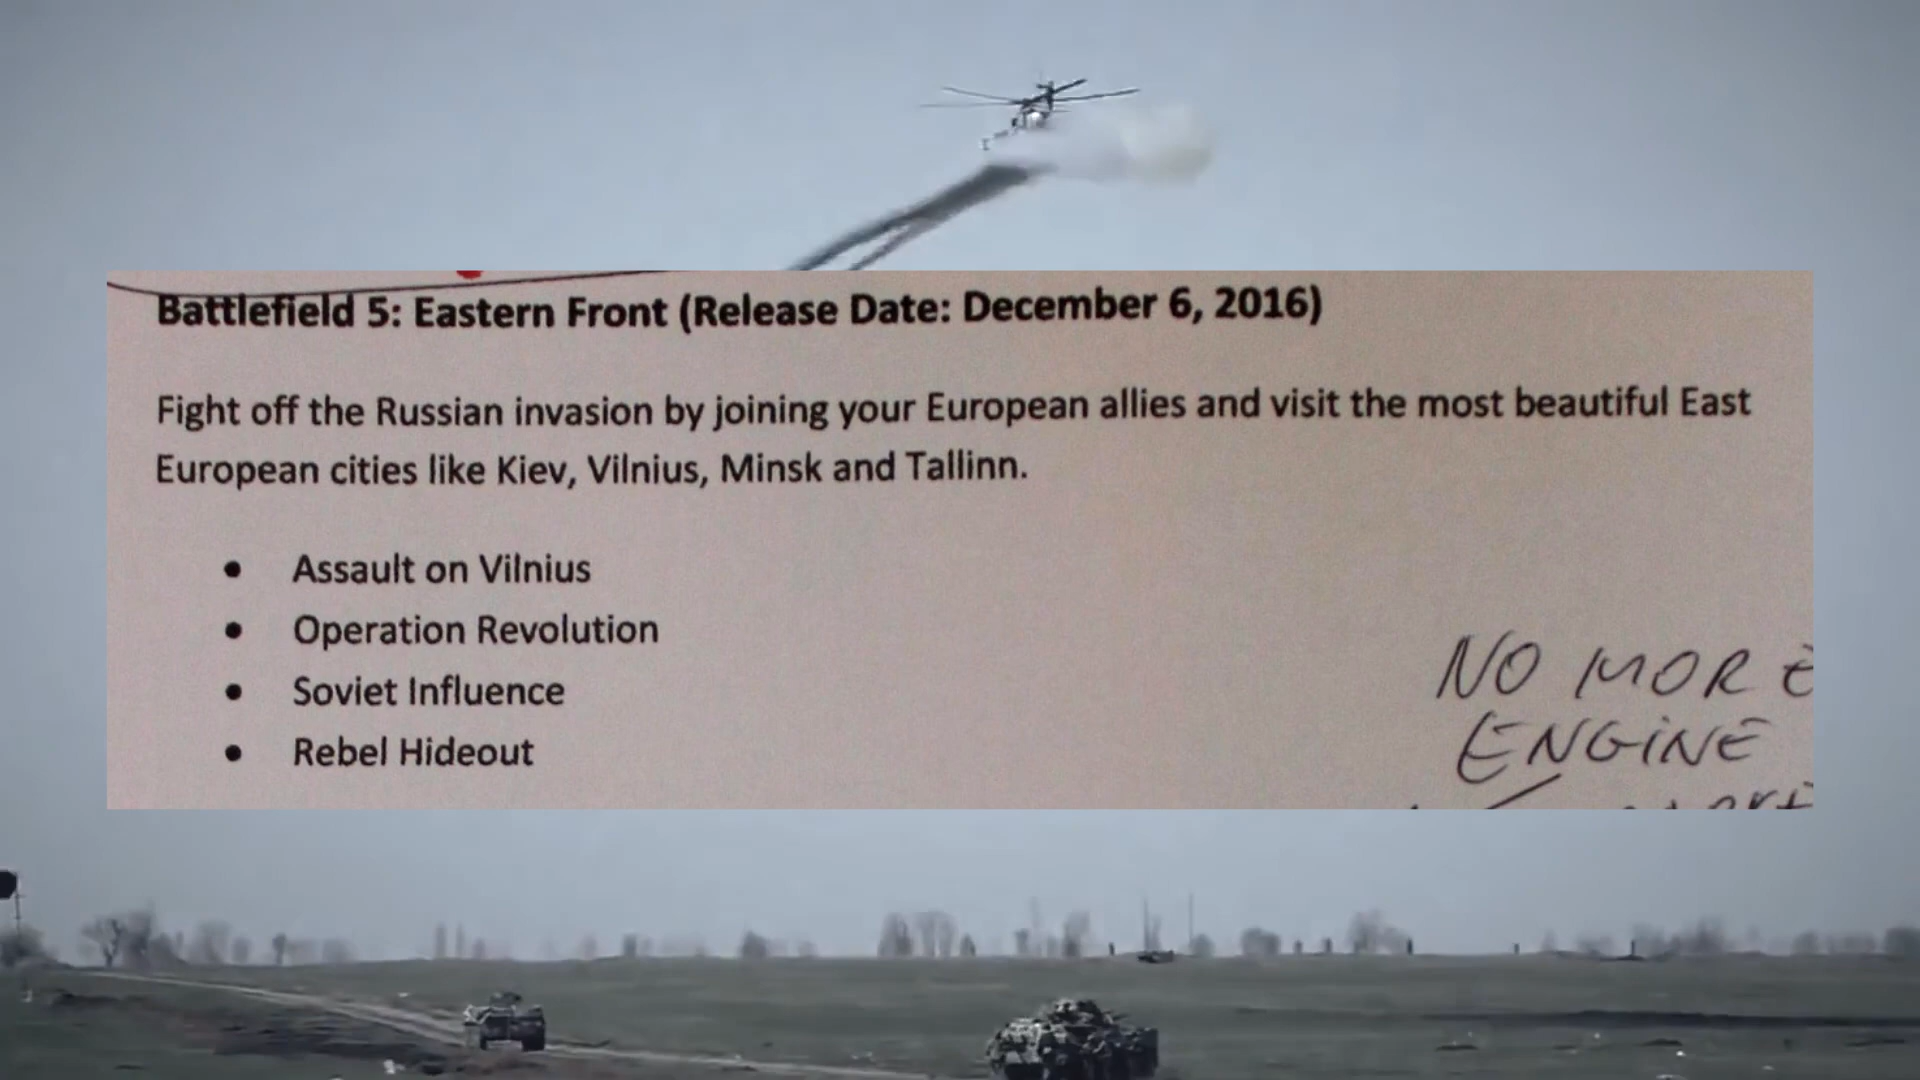 Battlefield 5: Eastern Front (Release Date: December 6, 2016)
Fight off the Russian invasion by joining your European allies and visit the most beautiful East
European cities like Kiev, Vilnius, Minsk and Tallinn.
• Assault on Vilnius
• Operation Revolution
• Soviet Influence
• Rebel Hideout
NO MORE
ENGINE